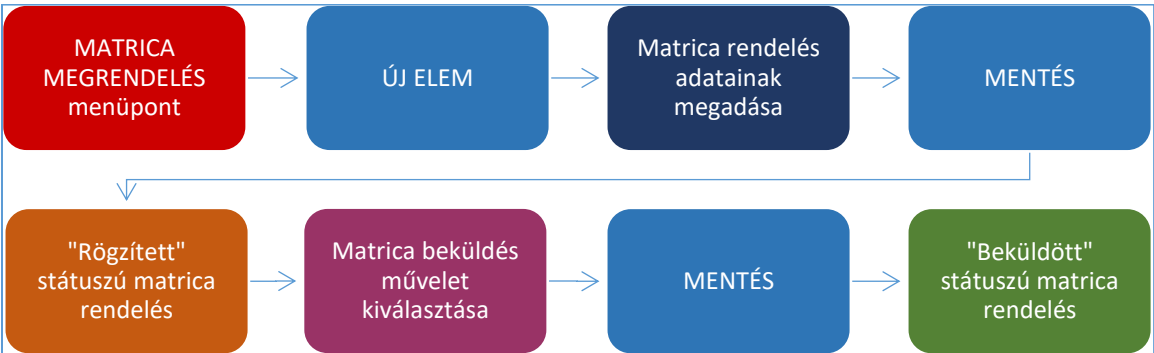 MATRICA
MEGRENDELÉS
menüpont
ÚJ ELEM
Matrica rendelés
adatainak
megadása
MENTÉS
"Rögzített"
státuszú matrica
rendelés
Matrica beküldés
művelet
kiválasztása
MENTÉS
"Beküldött"
státuszú matrica
rendelés